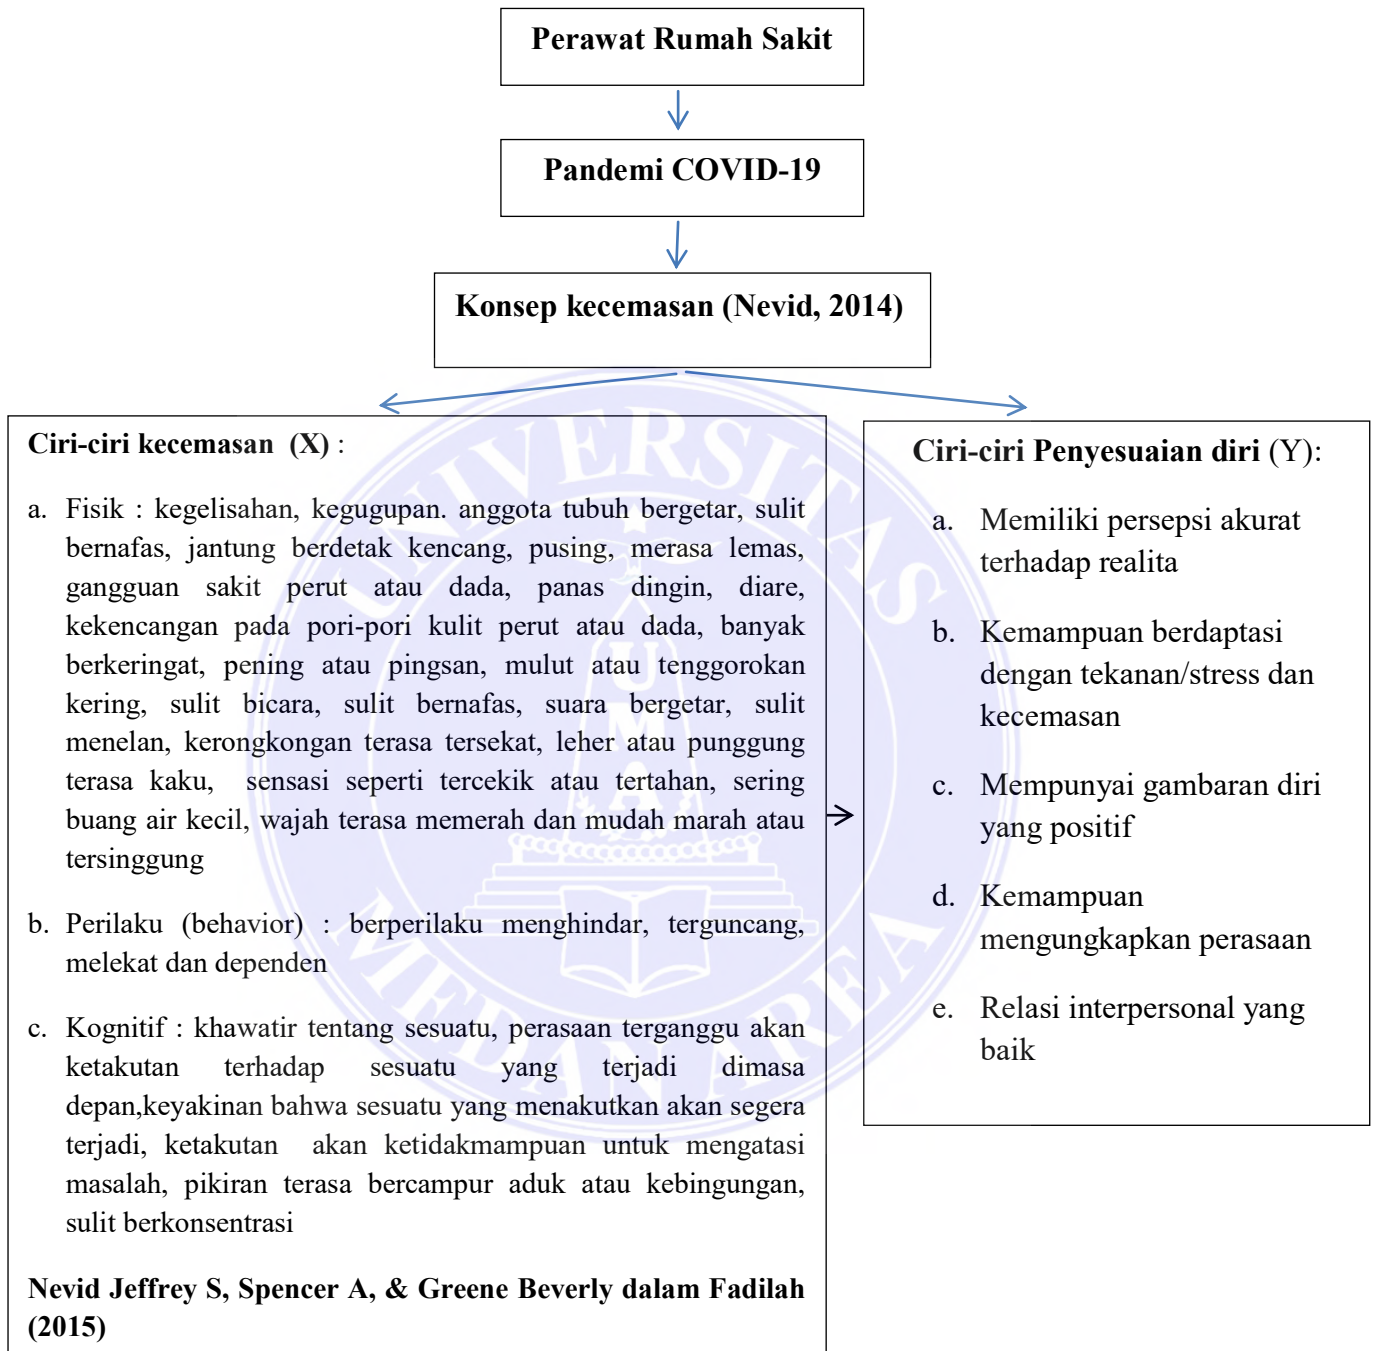 Perawat Rumah Sakit
Pandemi COVID-19
Konsep kecemasan (Nevid, 2014)
Ciri-ciri kecemasan (X) :
a. Fisik : kegelisahan, kegugupan. anggota tubuh bergetar, sulit
bernafas, jantung berdetak kencang, pusing, merasa lemas,
gangguan sakit perut atau dada, panas dingin, diare,
kekencangan pada pori-pori kulit perut atau dada, banyak
berkeringat, pening atau pingsan, mulut atau tenggorokan
kering, sulit bicara, sulit bernafas, suara bergetar, sulit
menelan, kerongkongan terasa tersekat, leher atau punggung
terasa kaku, sensasi seperti tercekik atau tertahan, sering
buang air kecil, wajah terasa memerah dan mudah marah atau
tersinggung
b. Perilaku (behavior) : berperilaku menghindar, terguncang,
melekat dan dependen
c. Kognitif : khawatir tentang sesuatu, perasaan terganggu akan
ketakutan terhadap sesuatu yang terjadi dimasa
depan,keyakinan bahwa sesuatu yang menakutkan akan segera
terjadi, ketakutan akan ketidakmampuan untuk mengatasi
masalah, pikiran terasa bercampur aduk atau kebingungan,
sulit berkonsentrasi
Nevid Jeffrey S, Spencer A, & Greene Beverly dalam Fadilah
(2015)
Ciri-ciri Penyesuaian diri (Y):
a. Memiliki persepsi akurat
terhadap realita
b. Kemampuan berdaptasi
dengan tekanan/stress dan
kecemasan
c. Mempunyai gambaran diri
yang positif
d. Kemampuan
mengungkapkan perasaan
e. Relasi interpersonal yang
baik
UNIVERSITAS
MEDAN AREA
UMA